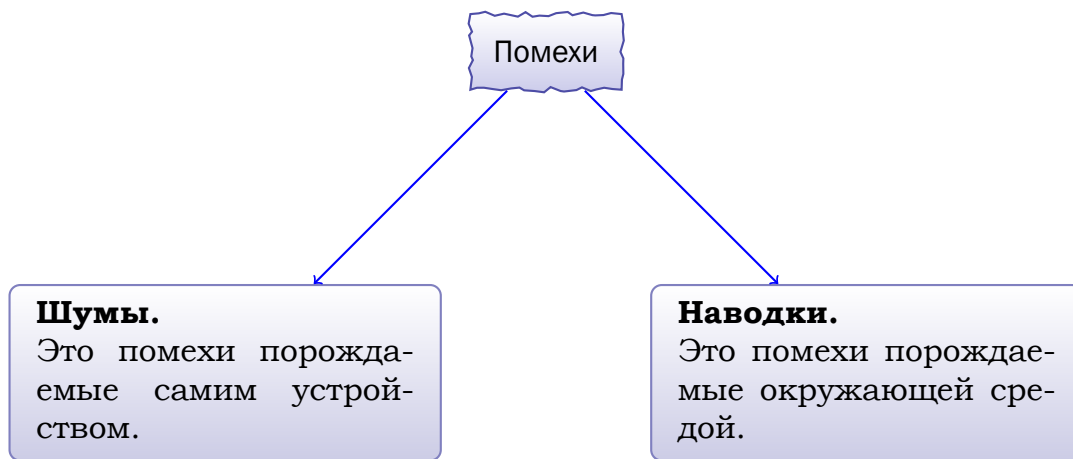 Помехи
Шумы.
Это помехи порожда-
емые самим устрой-
ством.
Наводки.
Это помехи порождае-
мые окружающей сре-
дой.